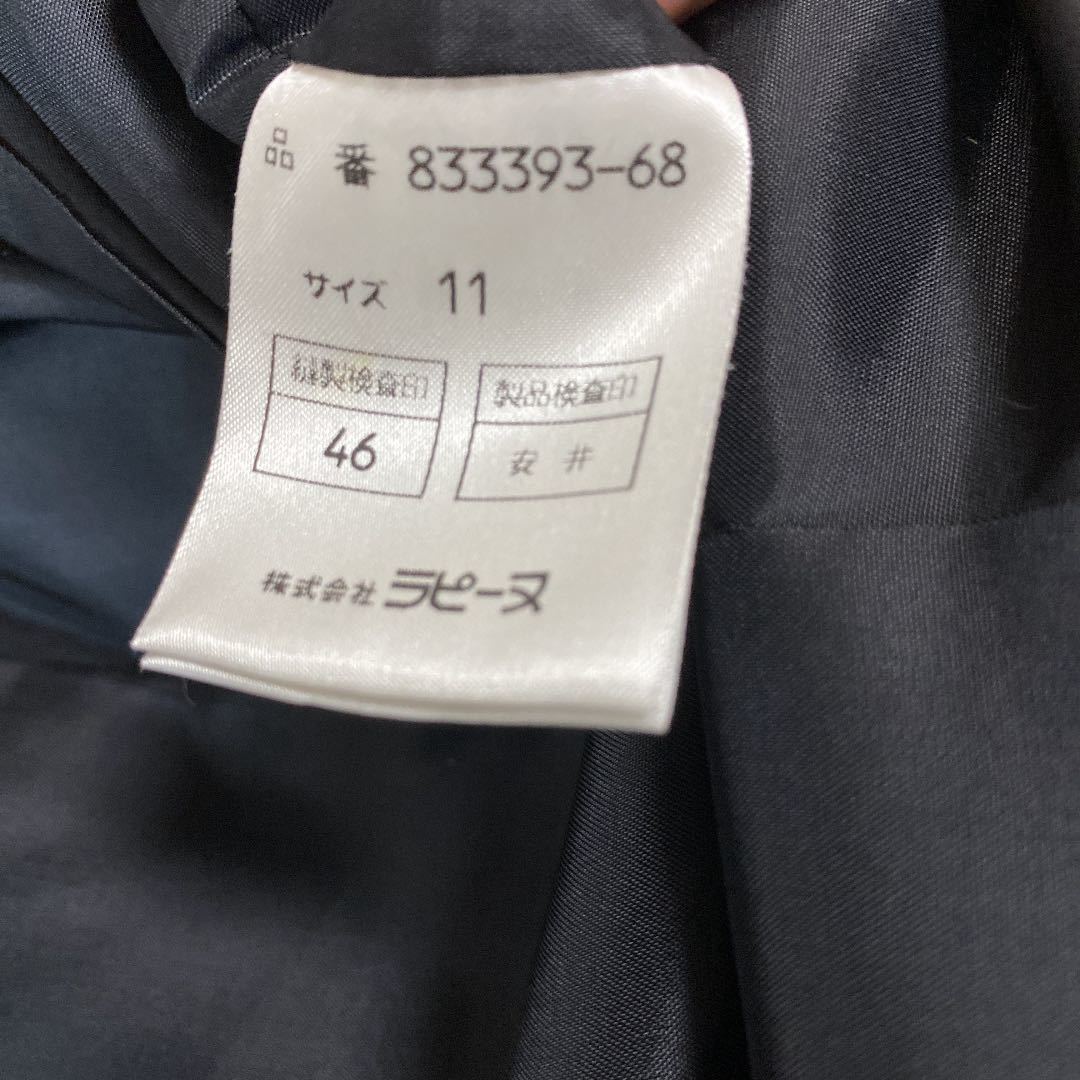 品 番 833393-68
サイズ 11
縫製検査印 製品検査印
46 安井
株式会社 ラピーヌ